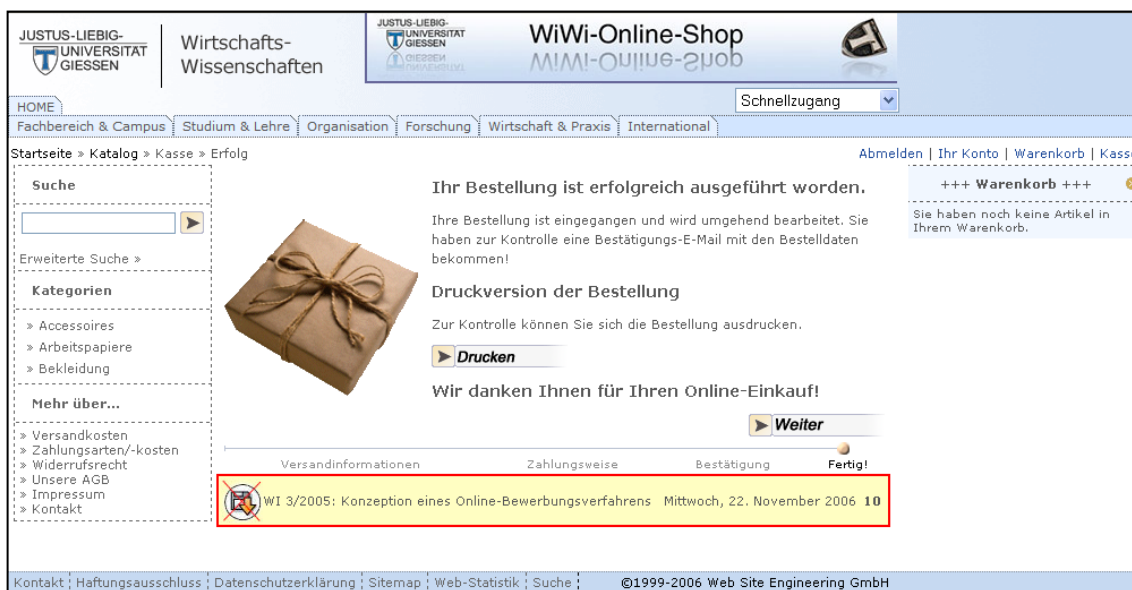 JUSTUS-LIEBIG-
UNIVERSITÄT
GIESSEN
Wirtschafts-
Wissenschaften
JUSTUS-LIEBIG-
UNIVERSITÄT
GIESSEN
WiWi-Online-Shop
HOME
Schnellzugang
Fachbereich & Campus Studium & Lehre Organisation Forschung Wirtschaft & Praxis International
Startseite » Katalog » Kasse » Erfolg
Abmelden | Ihr Konto | Warenkorb | Kasse
Suche
Erweiterte Suche »
Kategorien
» Accessoires
» Arbeitspapiere
» Bekleidung
Mehr über...
» Versandkosten
» Zahlungsarten/-kosten
» Widerrufsrecht
» Unsere AGB
» Impressum
» Kontakt
Ihr Bestellung ist erfolgreich ausgeführt worden.
Ihre Bestellung ist eingegangen und wird umgehend bearbeitet. Sie
haben zur Kontrolle eine Bestätigungs-E-Mail mit den Bestelldaten
bekommen!
Druckversion der Bestellung
Zur Kontrolle können Sie sich die Bestellung ausdrucken.
Drucken
Wir danken Ihnen für Ihren Online-Einkauf!
Weiter
Versandinformationen Zahlungsweise Bestätigung Fertig!
WI 3/2005: Konzeption eines Online-Bewerbungsverfahrens Mittwoch, 22. November 2006 10
+++ Warenkorb +++
Sie haben noch keine Artikel in
Ihrem Warenkorb.
Kontakt Haftungsausschluss Datenschutzerklärung Sitemap Web-Statistik Suche ©1999-2006 Web Site Engineering GmbH